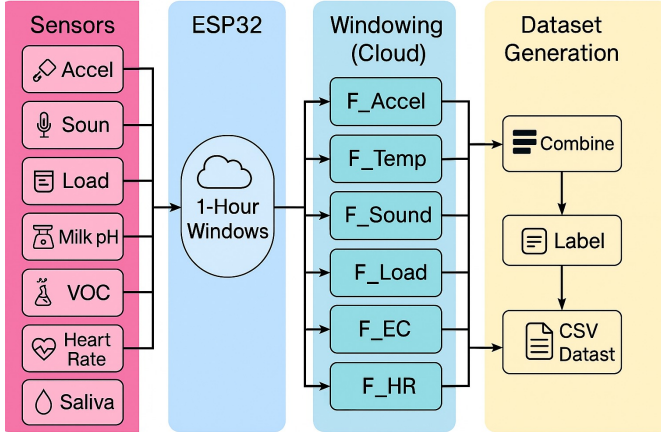 Sensors
Accel
Soun
Load
Milk pH
VOC
Heart
Rate
Saliva
ESP32
1-Hour
Windows
Windowing
(Cloud)
F_Accel
F_Temp
F_Sound
F_Load
F_EC
F_HR
Dataset
Generation
Combine
Label
CSV
Datast